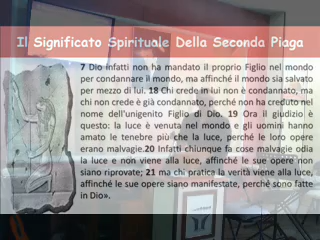 Il Significato Spirituale Della Seconda Piaga
7 Dio infatti non ha mandato il proprio Figlio nel mondo
per condannare il mondo, ma affinché il mondo sia salvato
per mezzo di lui. 18 Chi crede in lui non è condannato, ma
chi non crede è già condannato, perché non ha creduto nel
nome dell'unigenito Figlio di Dio. 19 Ora il giudizio è
questo: la luce è venuta nel mondo e gli uomini hanno
amato le tenebre più che la luce, perché le loro opere
erano malvagie.20 Infatti chiunque fa cose malvagie odia
la luce e non viene alla luce, affinché le sue opere non
siano riprovate; 21 ma chi pratica la verità viene alla luce,
affinché le sue opere siano manifestate, perché sono fatte
in Dio».